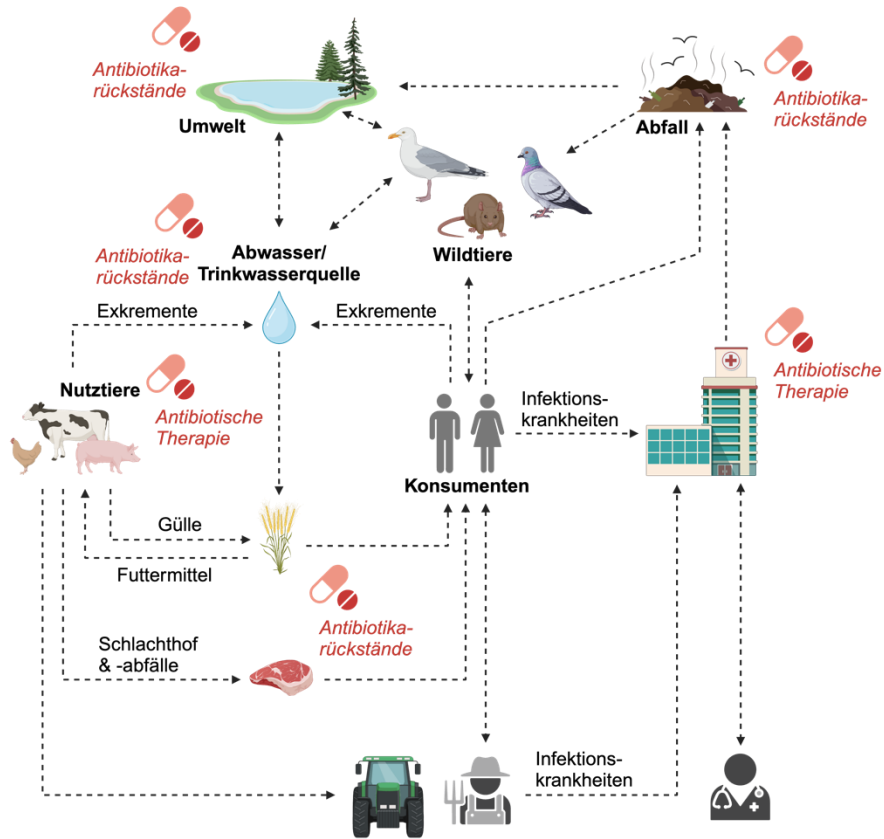 Antibiotika-
rückstände
Umwelt
Abfall
Antibiotika-
rückstände
Antibiotika-
rückstände
Abwasser/
Trinkwasserquelle
Wildtiere
Exkremente
Exkremente
Nutztiere
Antibiotische
Therapie
Antibiotische
Therapie
Infektions-
krankheiten
Konsumenten
Gülle
Futtermittel
Antibiotika-
rückstände
Schlachthof
& -abfälle
Infektions-
krankheiten